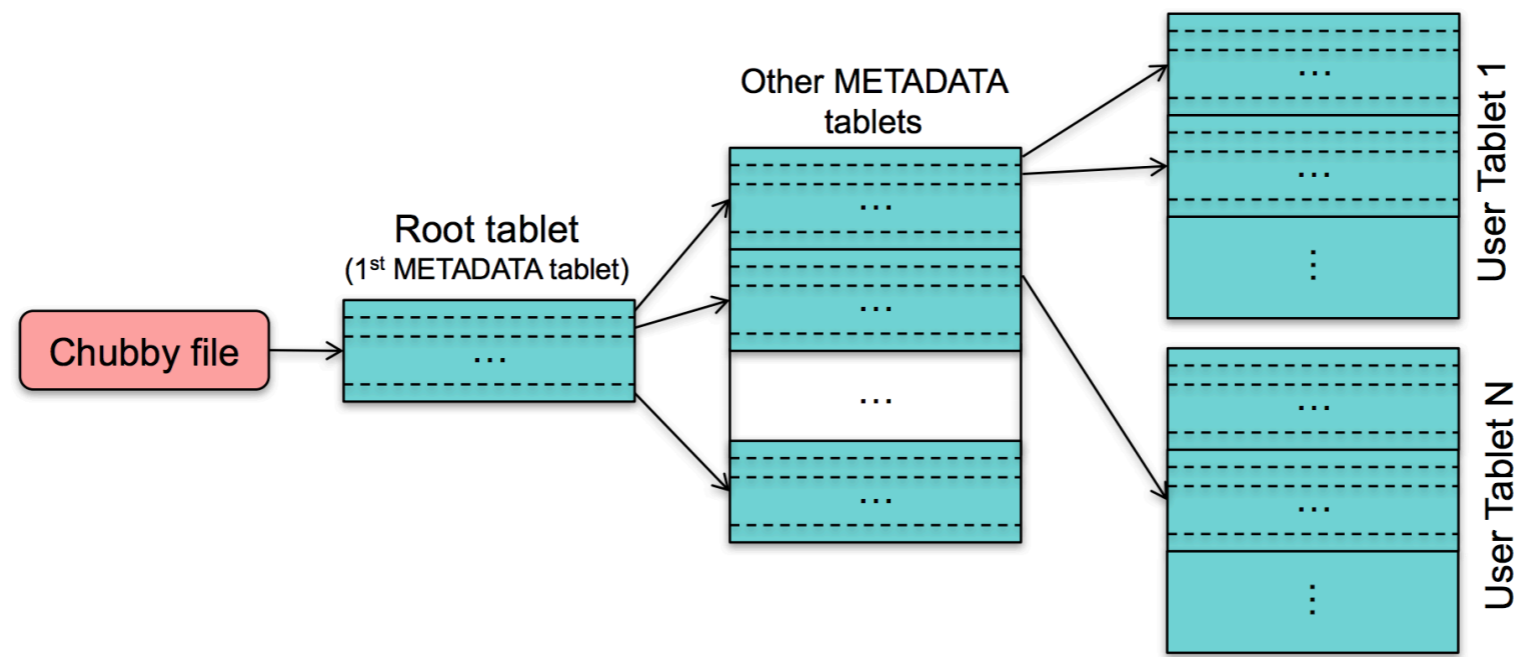 Chubby file
Root tablet
(1st METADATA tablet)
...
Other METADATA
tablets
...
...
...
...
...
...
⋮
User Tablet 1
...
...
⋮
User Tablet N